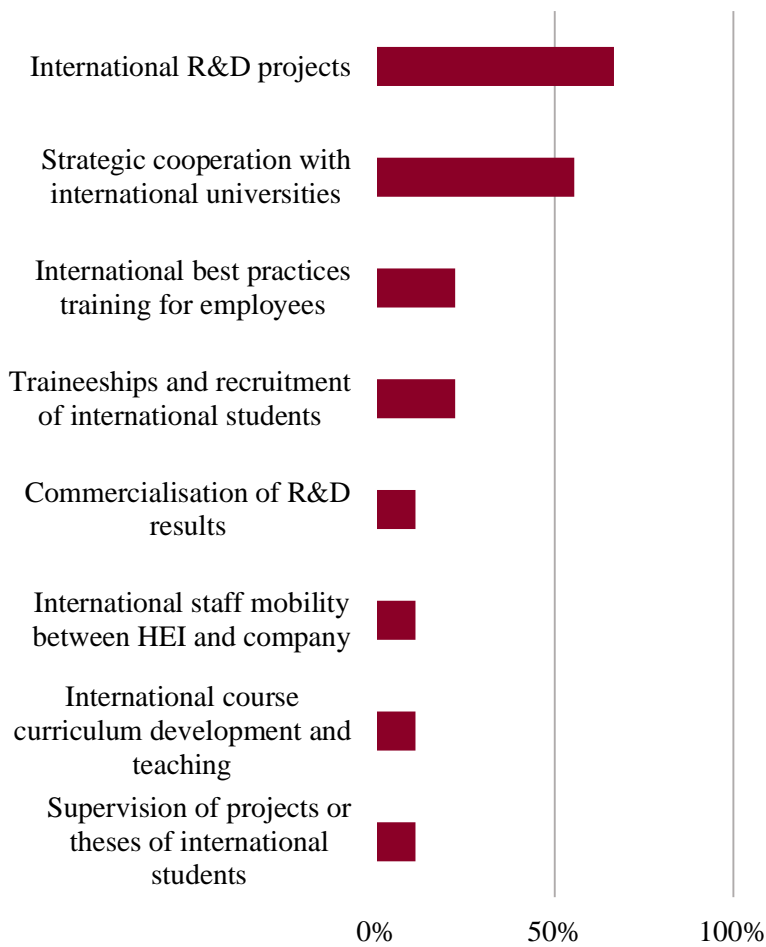 International R&D projects
Strategic cooperation with
international universities
International best practices
training for employees
Traineeships and recruitment
of international students
Commercialisation of R&D
results
International staff mobility
between HEI and company
International course
curriculum development and
teaching
Supervision of projects or
theses of international
students
0% 50% 100%